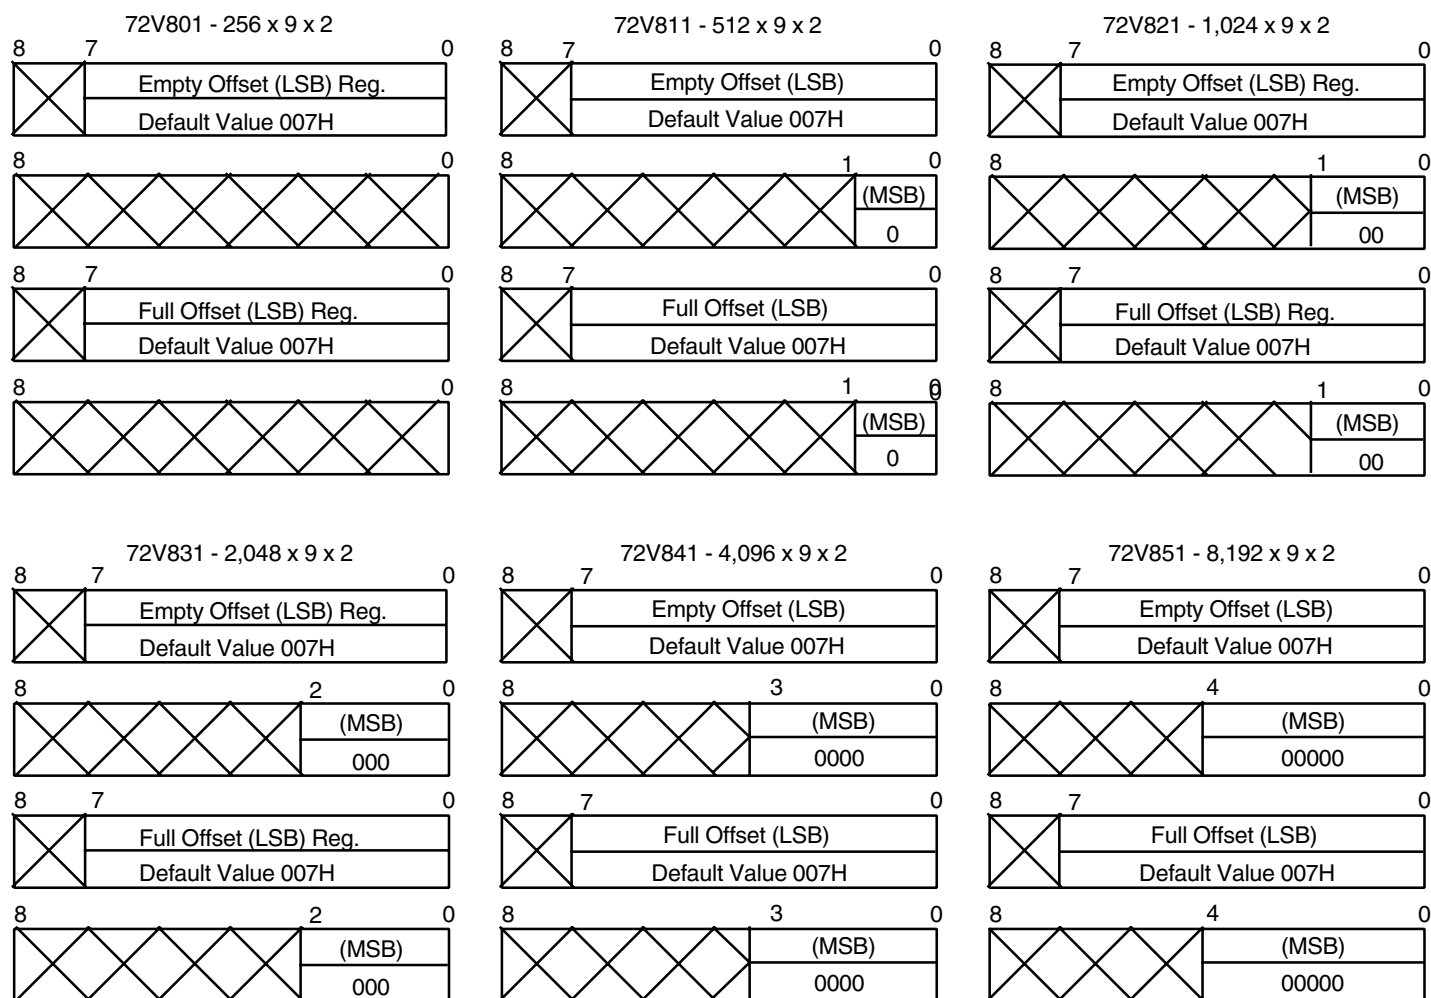 72V801 - 256 x 9 x 2
8 7 0
Empty Offset (LSB) Reg.
Default Value 007H
8 0
8 7 0
Full Offset (LSB) Reg.
Default Value 007H
8 0
72V811 - 512 x 9 x 2
8 7 0
Empty Offset (LSB)
Default Value 007H
8 1 0
(MSB)
0
8 7 0
Full Offset (LSB)
Default Value 007H
8 1 0
0
(MSB)
0
72V821 - 1,024 x 9 x 2
8 7 0
Empty Offset (LSB) Reg.
Default Value 007H
8 1 0
(MSB)
00
8 7 0
Full Offset (LSB) Reg.
Default Value 007H
8 1 0
(MSB)
00
72V831 - 2,048 x 9 x 2
8 7 0
Empty Offset (LSB) Reg.
Default Value 007H
8 2 0
(MSB)
000
8 7 0
Full Offset (LSB) Reg.
Default Value 007H
8 2 0
(MSB)
000
72V841 - 4,096 x 9 x 2
8 7 0
Empty Offset (LSB)
Default Value 007H
8 3 0
(MSB)
0000
8 7 0
Full Offset (LSB)
Default Value 007H
8 3 0
(MSB)
0000
72V851 - 8,192 x 9 x 2
8 7 0
Empty Offset (LSB)
Default Value 007H
8 4 0
(MSB)
00000
8 7 0
Full Offset (LSB)
Default Value 007H
8 4 0
(MSB)
00000